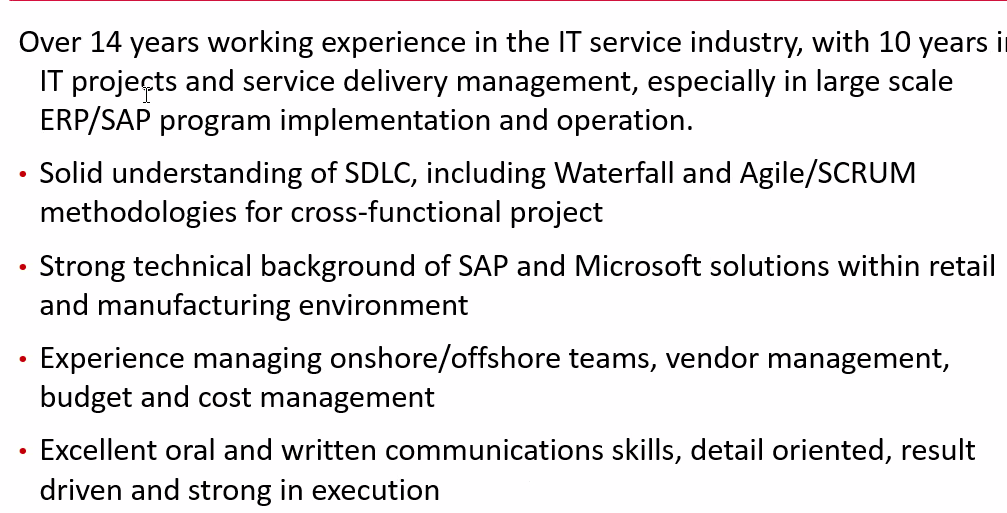 Over 14 years working experience in the IT service industry, with 10 years
IT projects and service delivery management, especially in large scale
ERP/SAP program implementation and operation.
• Solid understanding of SDLC, including Waterfall and Agile/SCRUM
methodologies for cross-functional project
• Strong technical background of SAP and Microsoft solutions within retail
and manufacturing environment
• Experience managing onshore/offshore teams, vendor management,
budget and cost management
• Excellent oral and written communications skills, detail oriented, result
driven and strong in execution